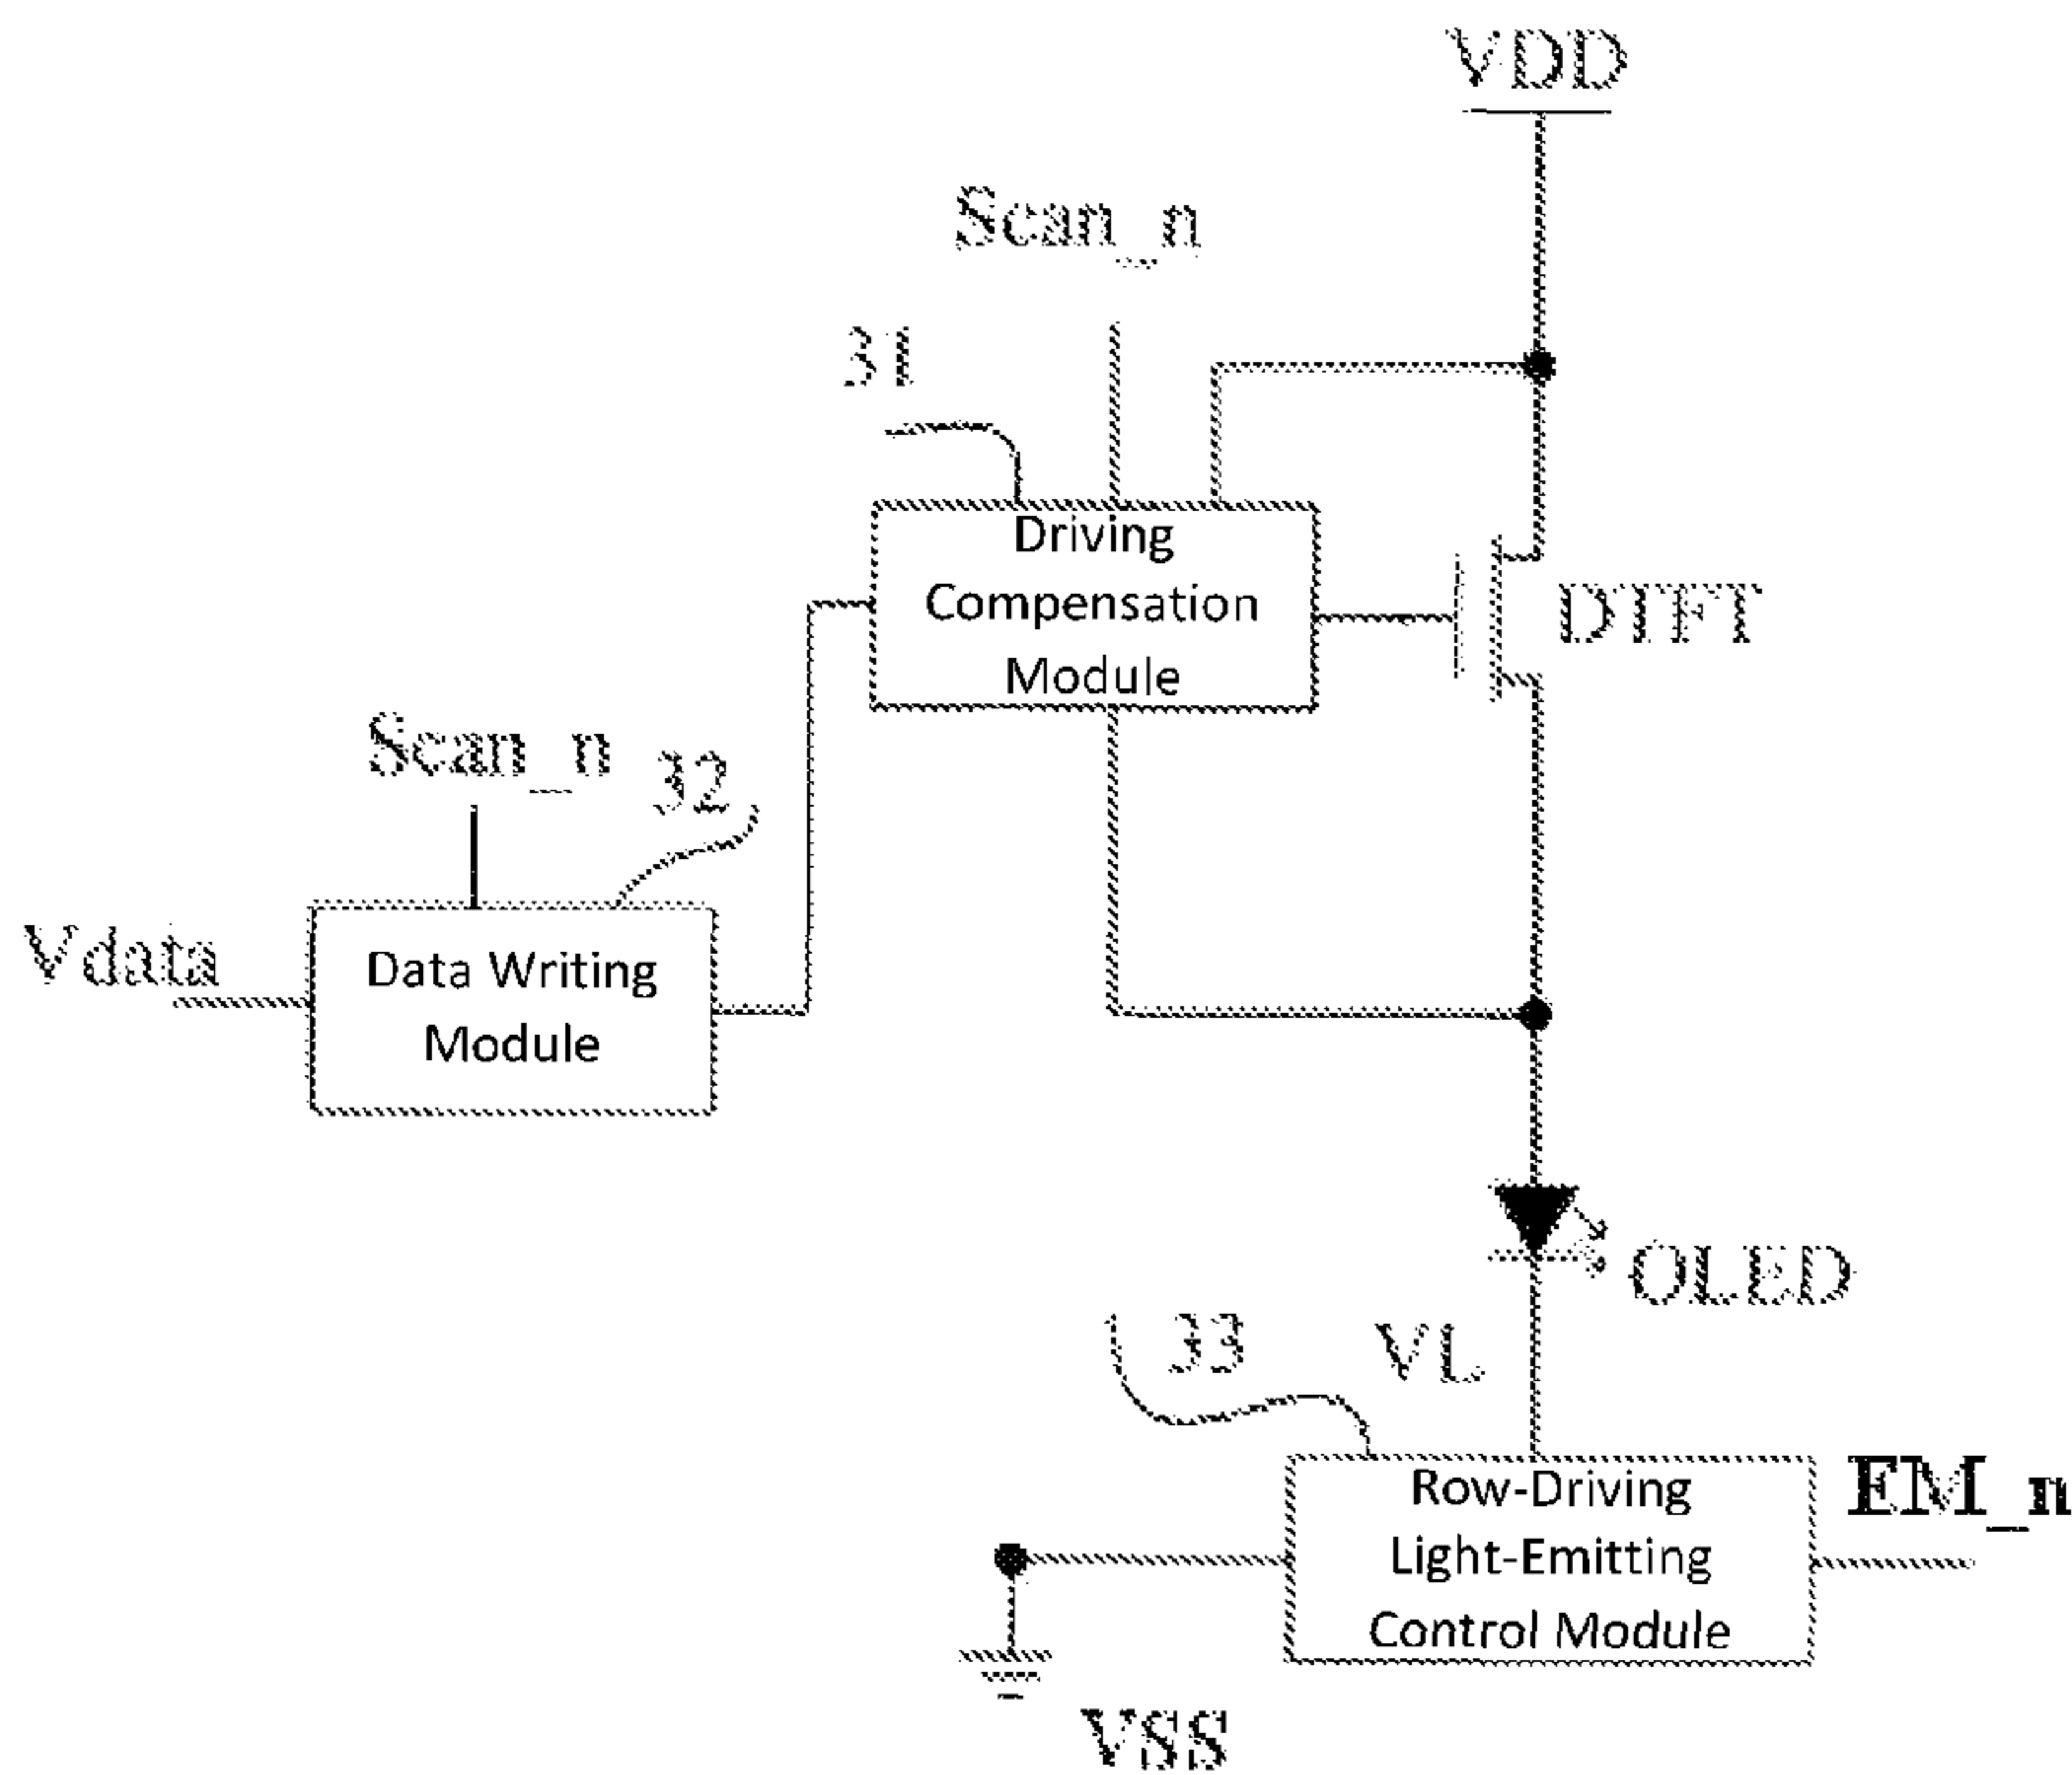 VDD
Scan_n
31
Driving
Compensation
Module
DTFT
Scan_n
32
Vdata
Data Writing
Module
OLED
33
VL
Row-Driving
Light-Emitting
Control Module
EM_n
VSS